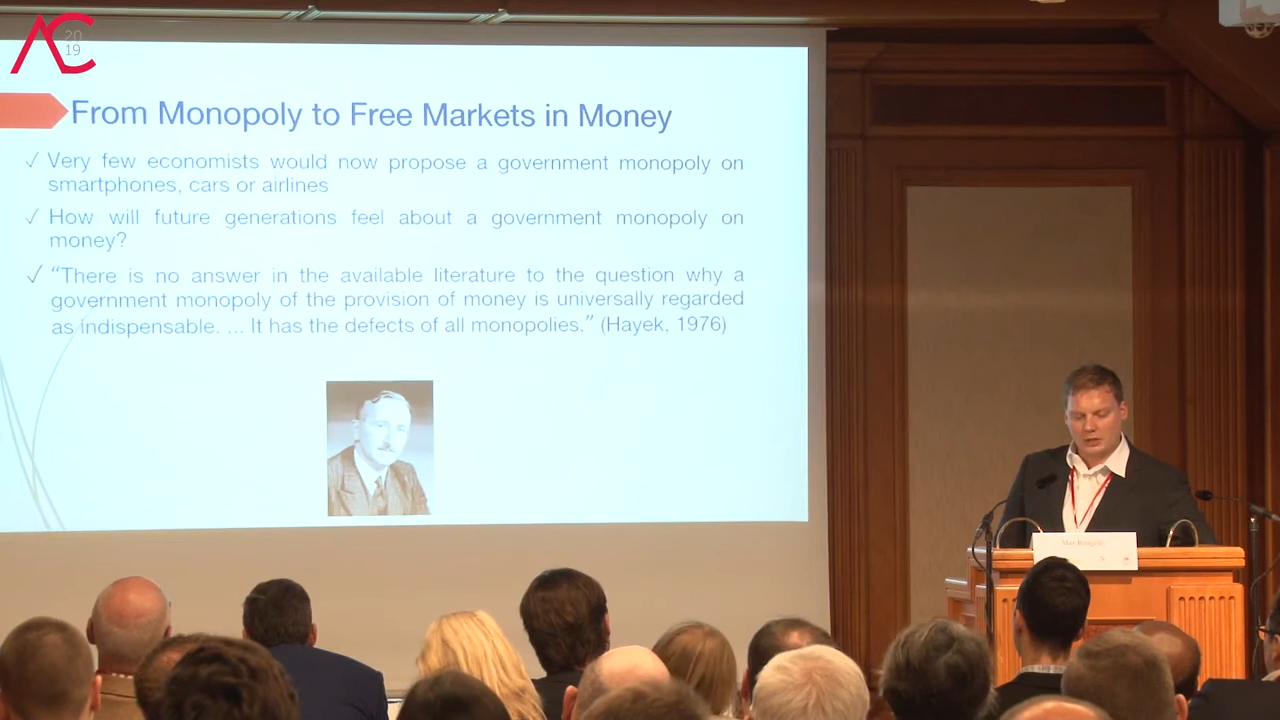 AC
20
19
From Monopoly to Free Markets in Money
✓ Very few economists would now propose a government monopoly on
smartphones, cars or airlines
✓ How will future generations feel about a government monopoly on
money?
✓ “There is no answer in the available literature to the question why a
government monopoly of the provision of money is universally regarded
as indispensable. ... It has the defects of all monopolies.” (Hayek, 1976)